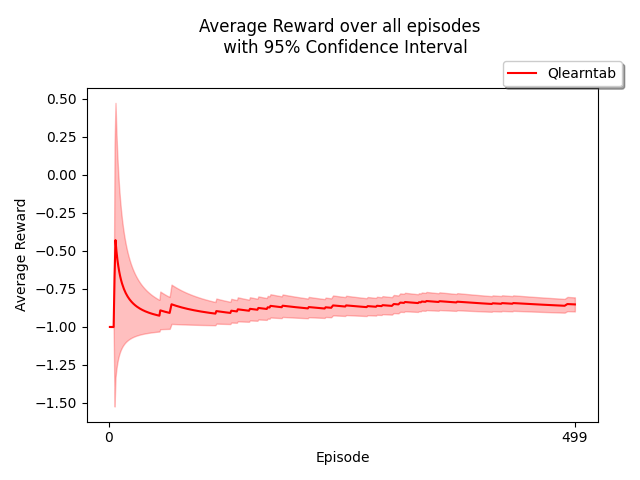 Average Reward over all episodes
with 95% Confidence Interval
Qlearntab
0.50
0.25
0.00
−0.25
−0.50
−0.75
−1.00
−1.25
−1.50
Average Reward
0
499
Episode